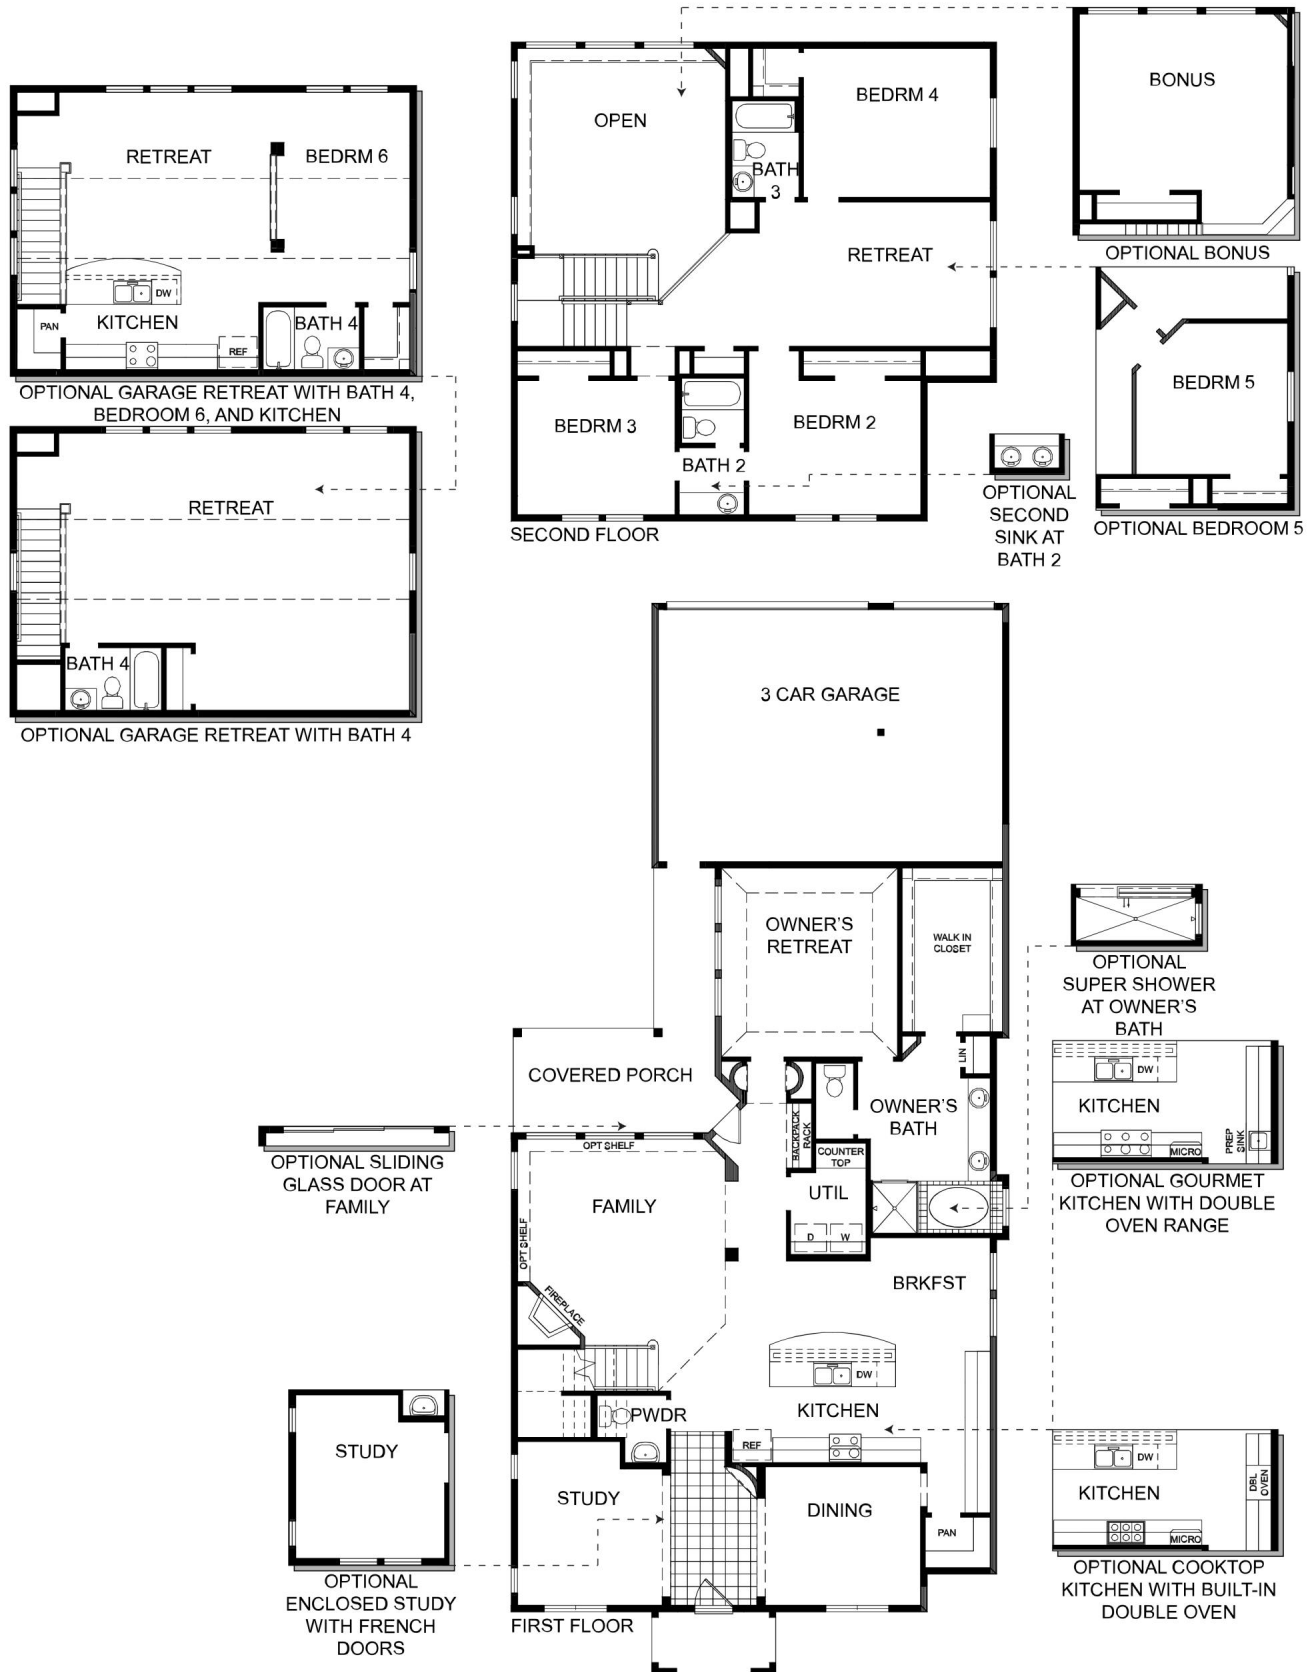 RETREAT
BEDRM 6
DW
PAN
KITCHEN
BATH 4
REF
OPTIONAL GARAGE RETREAT WITH BATH 4,
BEDROOM 6, AND KITCHEN
RETREAT
BATH 4
OPTIONAL GARAGE RETREAT WITH BATH 4
OPEN
BEDRM 4
BATH
3
RETREAT
BEDRM 3
BEDRM 2
BATH 2
SECOND FLOOR
BONUS
OPTIONAL BONUS
BEDRM 5
OPTIONAL BEDROOM 5
OPTIONAL
SECOND
SINK AT
BATH 2
3 CAR GARAGE
OWNER'S
RETREAT
WALK IN
CLOSET
LIN
COVERED PORCH
OWNER'S
BATH
BACKPACK
RACK
COUNTER
TOP
UTIL
D
W
OPT SHELF
FAMILY
OPT SHELF
FIREPLACE
BRKFST
DW
KITCHEN
REF
PWDR
STUDY
DINING
PAN
FIRST FLOOR
OPTIONAL SLIDING
GLASS DOOR AT
FAMILY
STUDY
OPTIONAL
ENCLOSED STUDY
WITH FRENCH
DOORS
OPTIONAL
SUPER SHOWER
AT OWNER'S
BATH
DW
KITCHEN
PREP
SINK
MICRO
OPTIONAL GOURMET
KITCHEN WITH DOUBLE
OVEN RANGE
DW
KITCHEN
DBL
OVEN
MICRO
OPTIONAL COOKTOP
KITCHEN WITH BUILT-IN
DOUBLE OVEN